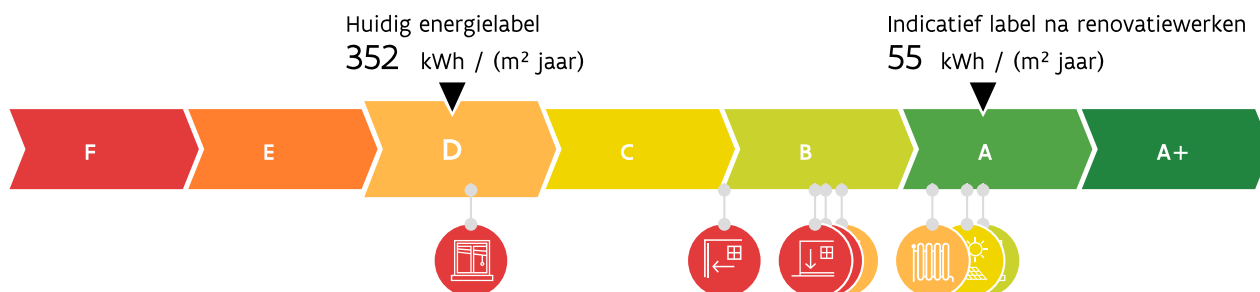 Huidig energielabel
352 kWh / (m² jaar)
Indicatief label na renovatiewerken
55 kWh / (m² jaar)
F E D C B A A+